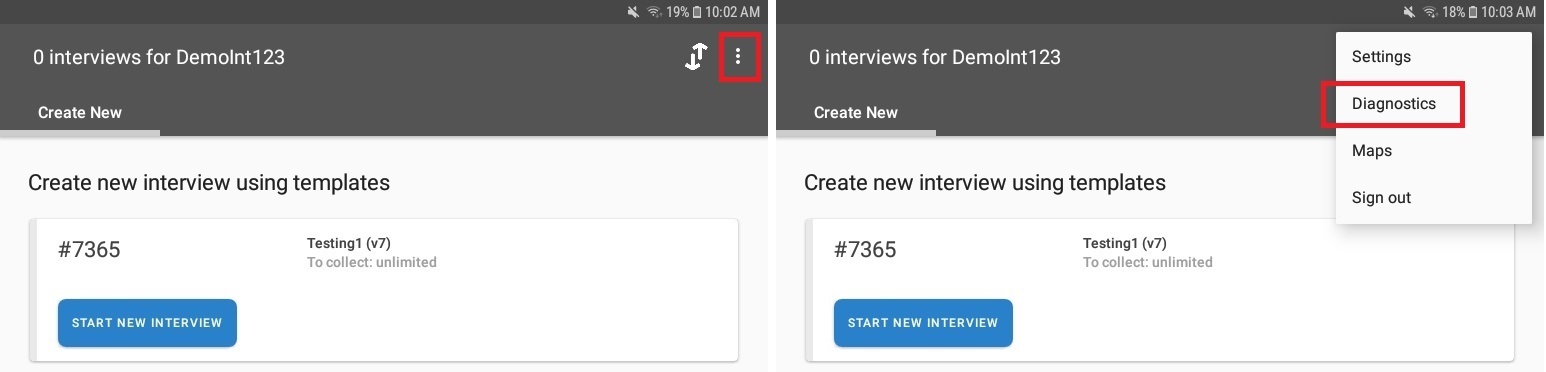 19% 10:02 AM
0 interviews for DemoInt123
Create New
Create new interview using templates
#7365
Testing1 (v7)
To collect: unlimited
START NEW INTERVIEW
18% 10:03 AM
0 interviews for DemoInt123
Settings
Diagnostics
Maps
Sign out
Create New
Create new interview using templates
#7365
Testing1 (v7)
To collect: unlimited
START NEW INTERVIEW